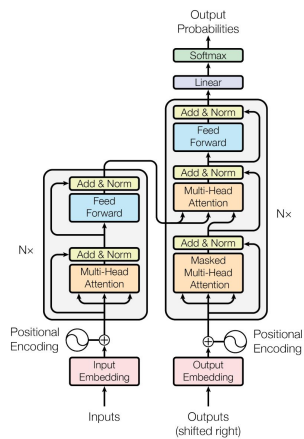 Output
Probabilities
Softmax
Linear
Add & Norm
Feed
Forward
Add & Norm
Multi-Head
Attention
Add & Norm
Masked
Multi-Head
Attention
N×
Add & Norm
Feed
Forward
Add & Norm
Multi-Head
Attention
N×
Positional
Encoding
Positional
Encoding
Input
Embedding
Output
Embedding
Inputs
Outputs
(shifted right)